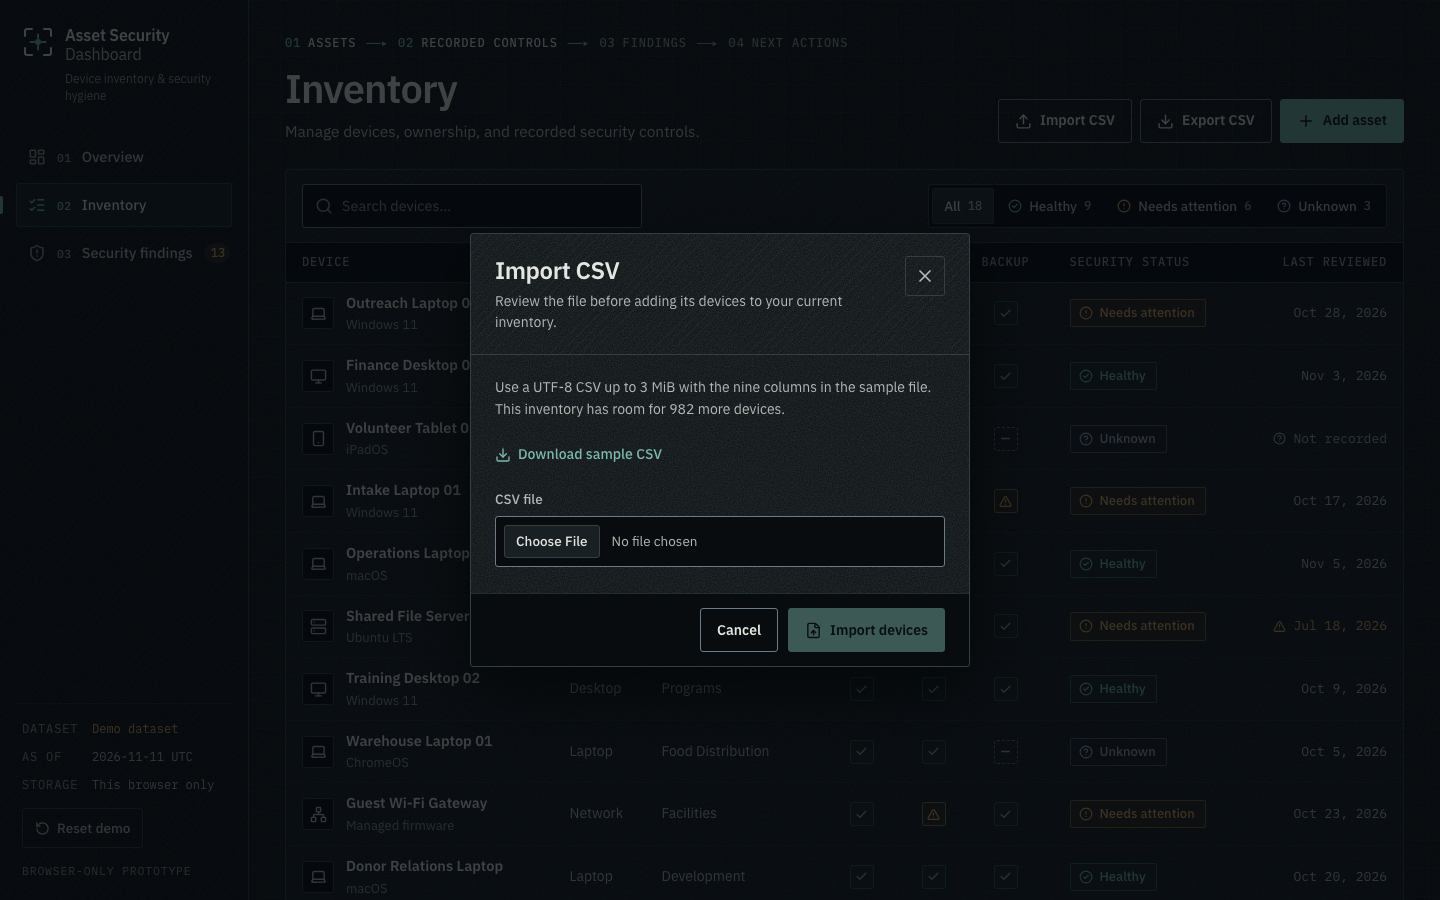 Asset Security
Dashboard
Device inventory & security
hygiene
01 Overview
02 Inventory
03 Security findings 13
DATASET Demo dataset
AS OF 2026-11-11 UTC
STORAGE This browser only
Reset demo
BROWSER-ONLY PROTOTYPE
01 ASSETS 02 RECORDED CONTROLS 03 FINDINGS 04 NEXT ACTIONS
Inventory
Manage devices, ownership, and recorded security controls.
Import CSV Export CSV Add asset
Search devices...
All 18 Healthy 9 Needs attention 6 Unknown 3
DEVICE BACKUP SECURITY STATUS LAST REVIEWED
Outreach Laptop 0
Windows 11
Needs attention Oct 28, 2026
Finance Desktop 0
Windows 11
Healthy Nov 3, 2026
Volunteer Tablet 0
iPadOS
Unknown Not recorded
Intake Laptop 01
Windows 11
Needs attention Oct 17, 2026
Operations Laptop
macOS
Healthy Nov 5, 2026
Shared File Server
Ubuntu LTS
Needs attention Jul 18, 2026
Training Desktop 02
Windows 11
Desktop Programs Healthy Oct 9, 2026
Warehouse Laptop 01
ChromeOS
Laptop Food Distribution Unknown Oct 5, 2026
Guest Wi-Fi Gateway
Managed firmware
Network Facilities Needs attention Oct 23, 2026
Donor Relations Laptop
macOS
Laptop Development Healthy Oct 20, 2026
Import CSV
Review the file before adding its devices to your current
inventory.
Use a UTF-8 CSV up to 3 MiB with the nine columns in the sample file.
This inventory has room for 982 more devices.
Download sample CSV
CSV file
Choose File No file chosen
Cancel Import devices